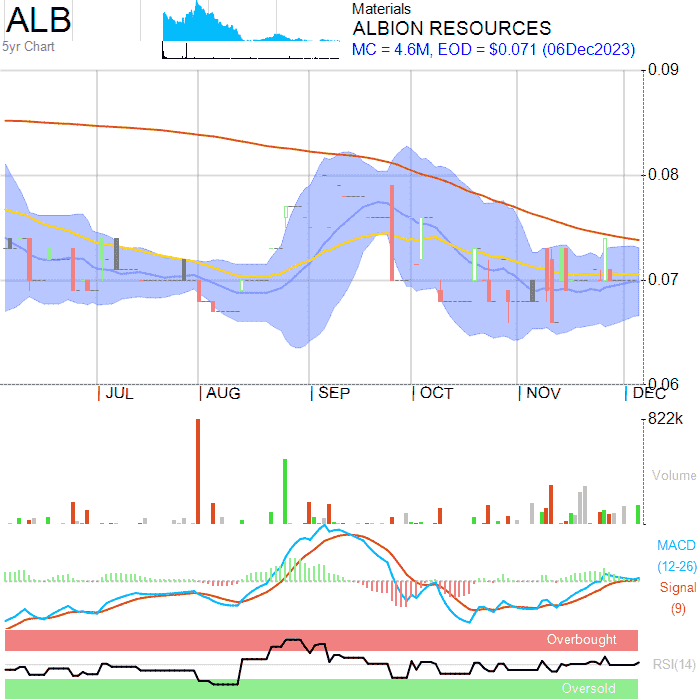 ALB
5yr Chart
Materials
ALBION RESOURCES
MC = 4.6M, EOD = $0.071 (06Dec2023)
0.09
0.08
0.07
0.06
JUL
AUG
SEP
OCT
NOV
DEC
822k
Volume
MACD
(12-26)
Signal
(9)
Overbought
RSI(14)
Oversold